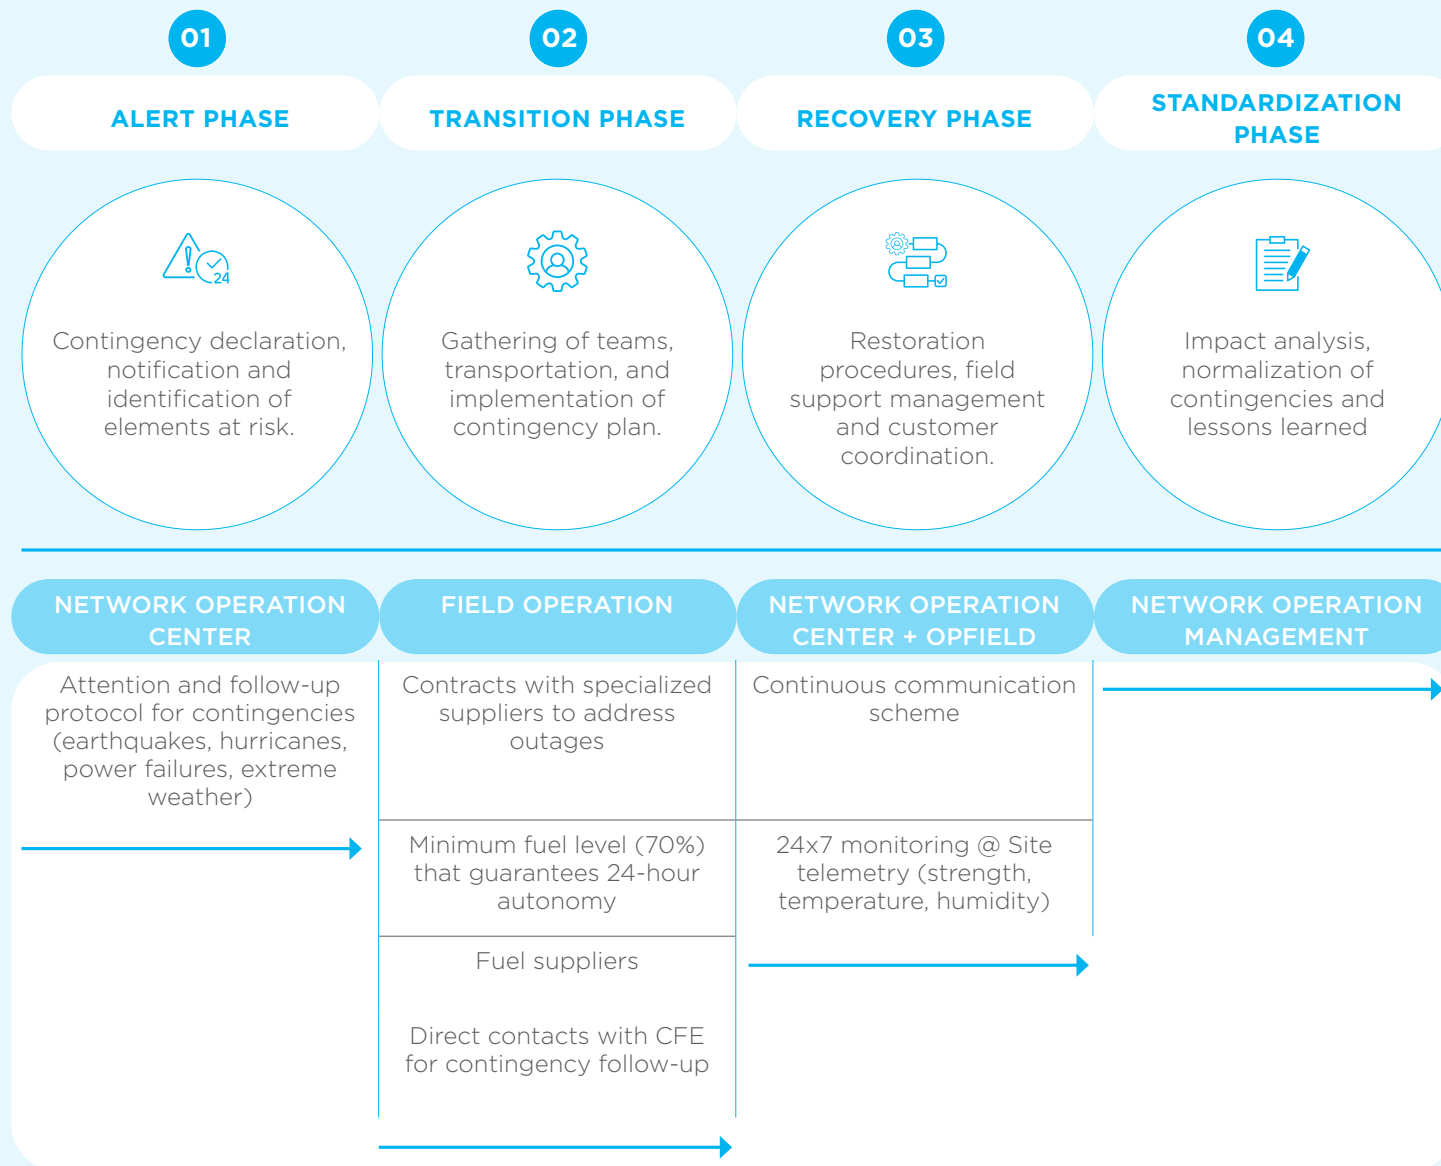 01
ALERT PHASE
24
Contingency declaration,
notification and
identification of
elements at risk.
02
TRANSITION PHASE
Gathering of teams,
transportation, and
implementation of
contingency plan.
03
RECOVERY PHASE
Restoration
procedures, field
support management
and customer
coordination.
04
STANDARDIZATION
PHASE
Impact analysis,
normalization of
contingencies and
lessons learned
NETWORK OPERATION
CENTER
Attention and follow-up
protocol for contingencies
(earthquakes, hurricanes,
power failures, extreme
weather)
FIELD OPERATION
Contracts with specialized
suppliers to address
outages
Minimum fuel level (70%)
that guarantees 24-hour
autonomy
Fuel suppliers
Direct contacts with CFE
for contingency follow-up
NETWORK OPERATION
CENTER + OPFIELD
Continuous communication
scheme
24x7 monitoring @ Site
telemetry (strength,
temperature, humidity)
NETWORK OPERATION
MANAGEMENT